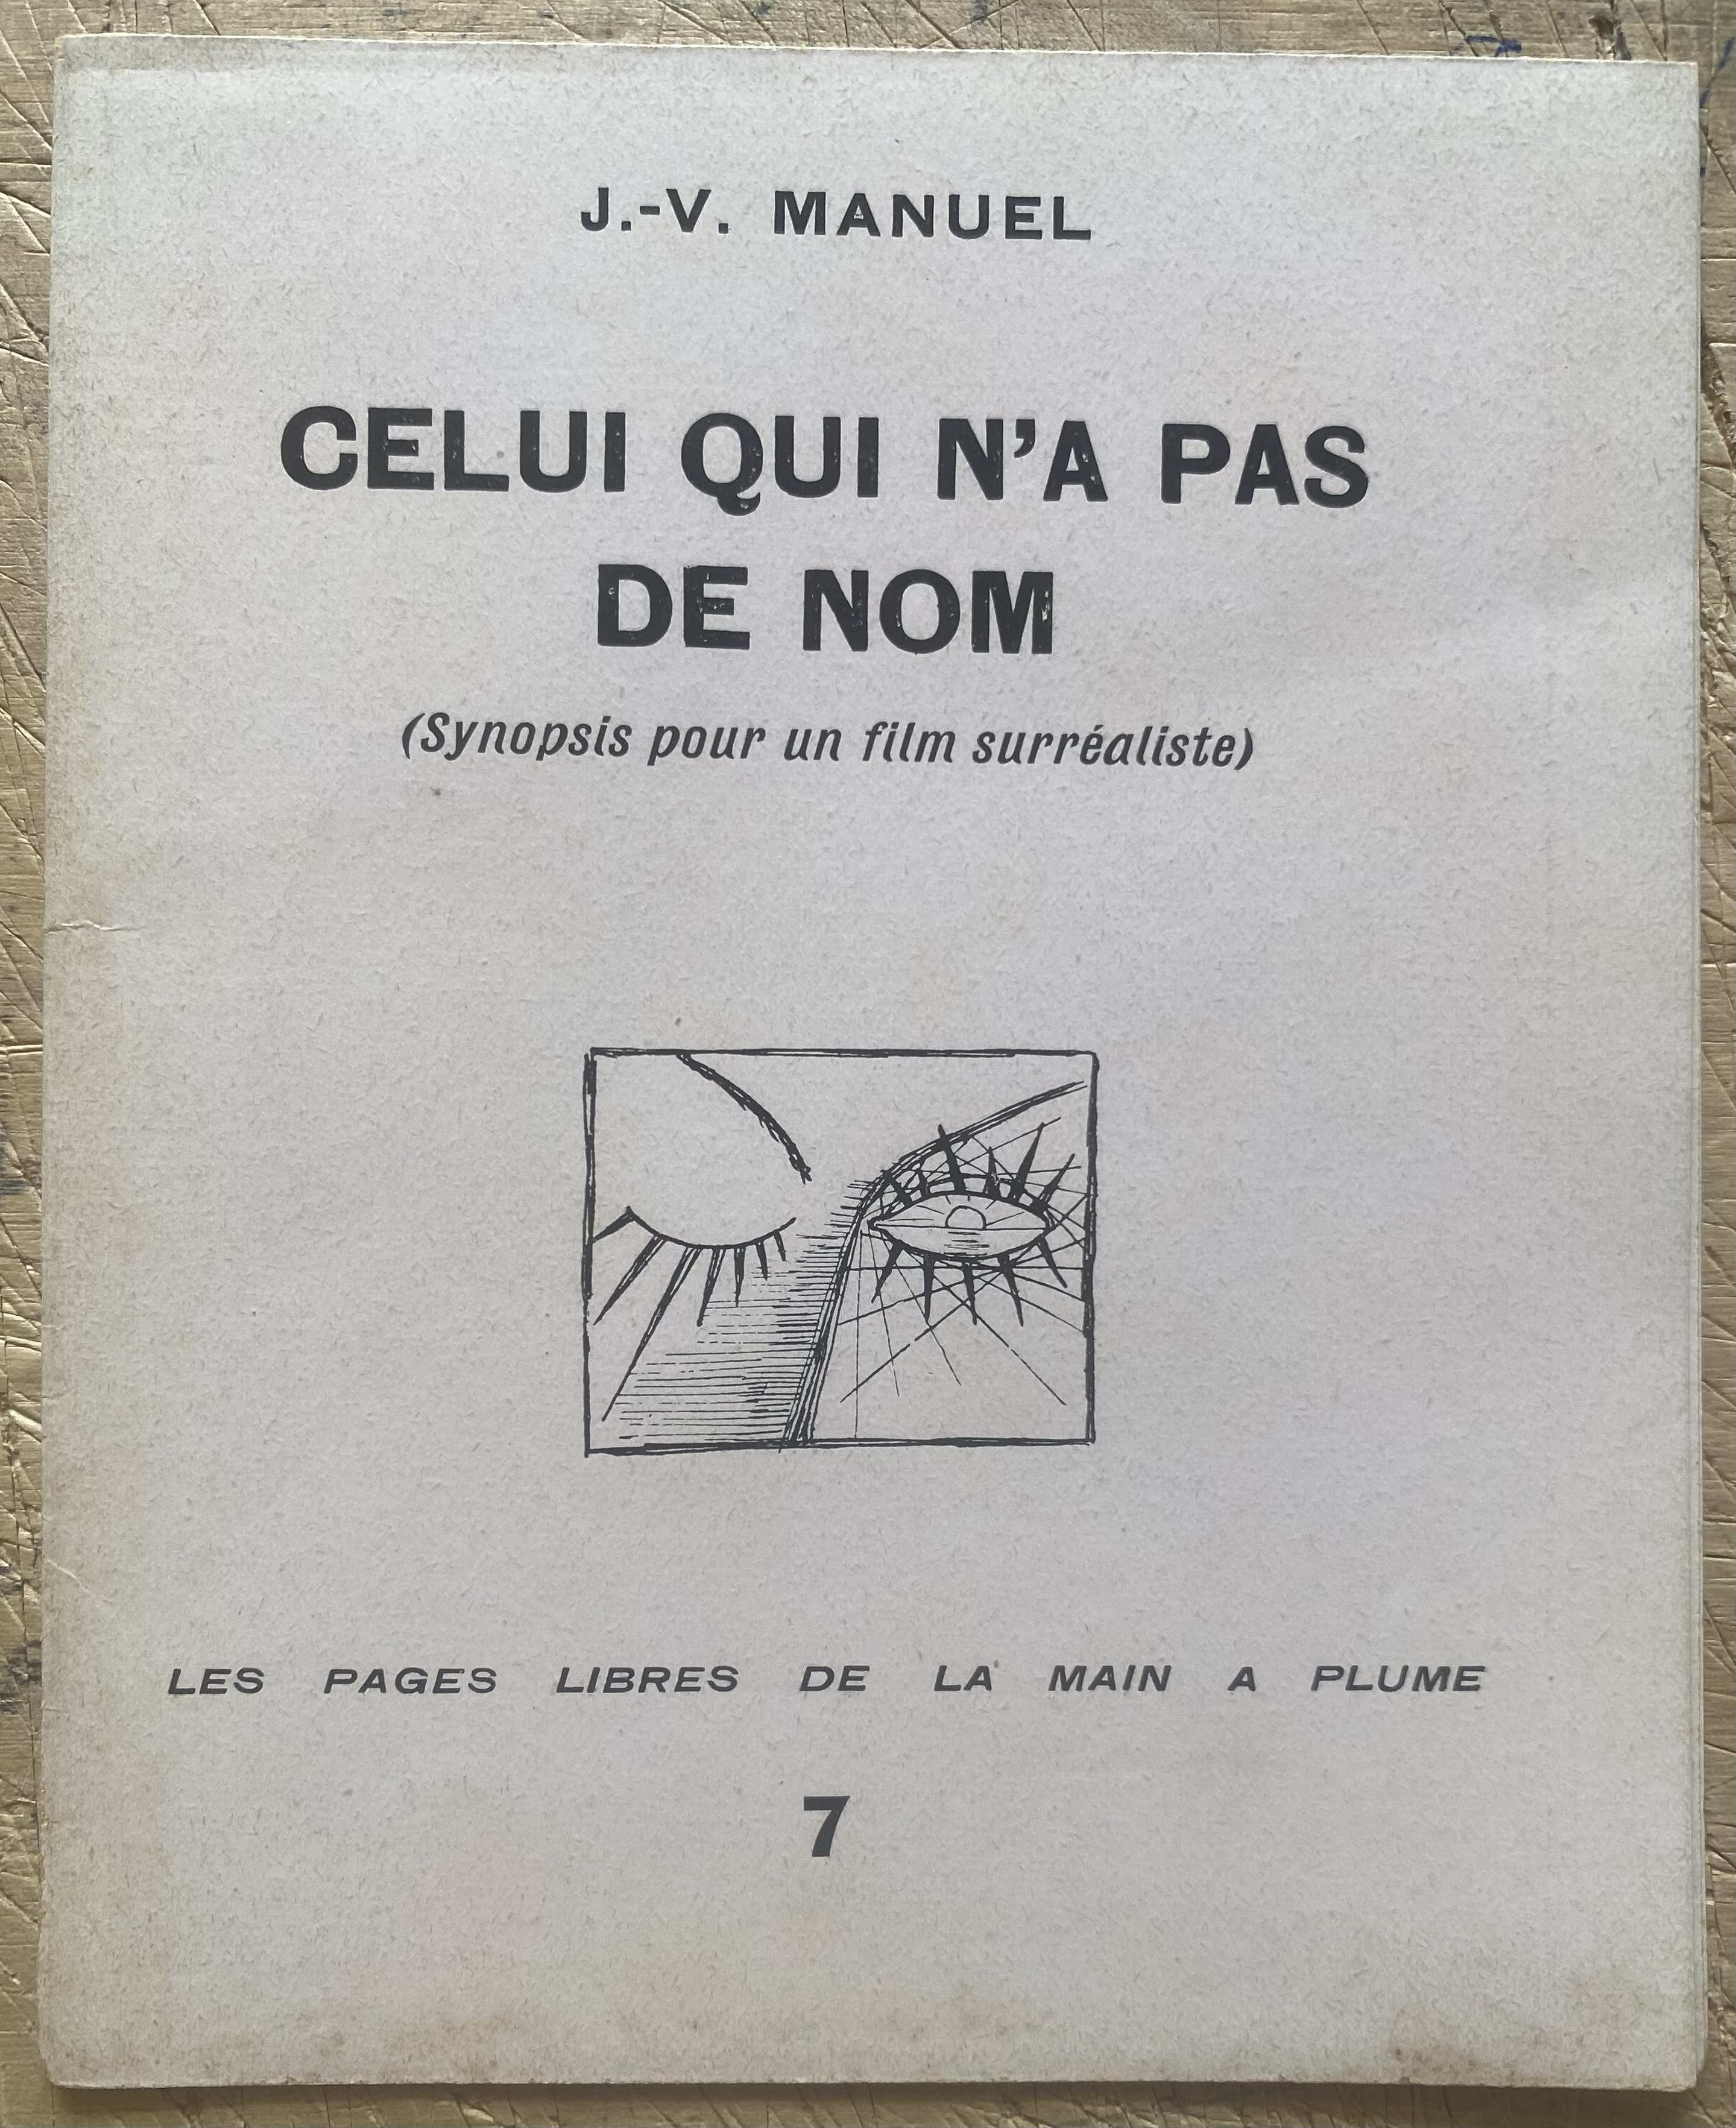 J.-V. MANUEL
CELUI QUI N'A PAS
DE NOM
(Synopsis pour un film surréaliste)
LES PAGES LIBRES DE LA MAIN A PLUME
7